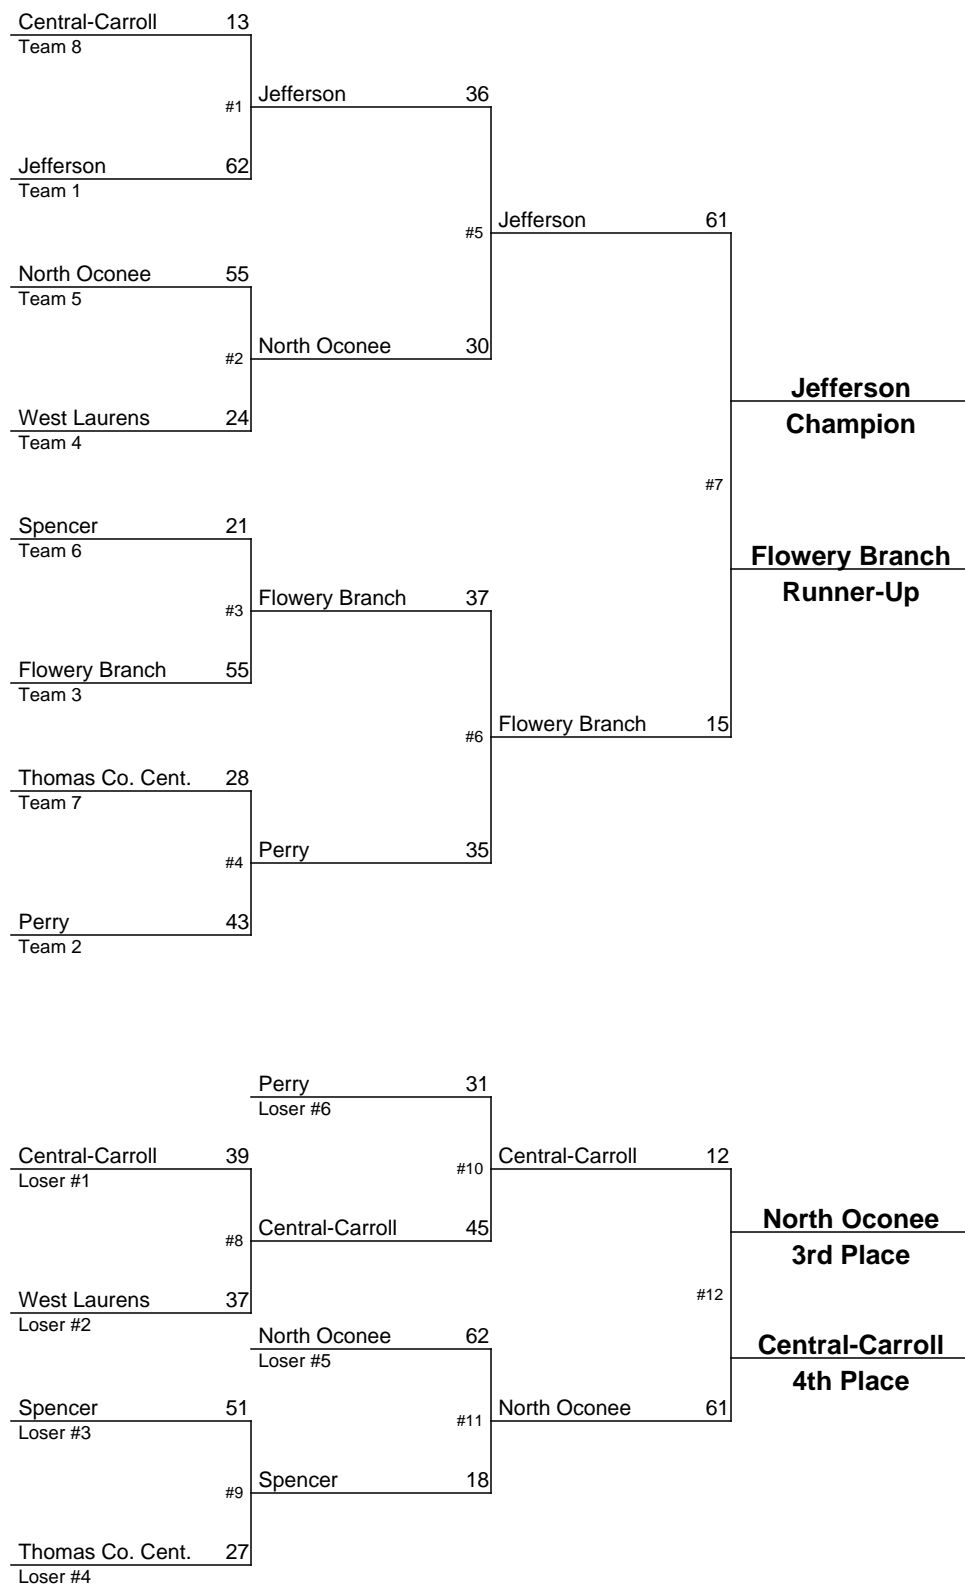 Central-Carroll 13
Team 8
#1
Jefferson 36
Jefferson 62
Team 1
#5
Jefferson 61
North Oconee 55
Team 5
#2
North Oconee 30
West Laurens 24
Team 4
Jefferson
Champion
#7
Flowery Branch
Runner-Up
Spencer 21
Team 6
#3
Flowery Branch 37
Flowery Branch 55
Team 3
#6
Flowery Branch 15
Thomas Co. Cent. 28
Team 7
#4
Perry 35
Perry 43
Team 2
Perry 31
Loser #6
Central-Carroll 39
Loser #1
#10
Central-Carroll 12
#8
Central-Carroll 45
West Laurens 37
Loser #2
North Oconee
3rd Place
#12
Central-Carroll
4th Place
North Oconee 62
Loser #5
Spencer 51
Loser #3
#11
North Oconee 61
#9
Spencer 18
Thomas Co. Cent. 27
Loser #4